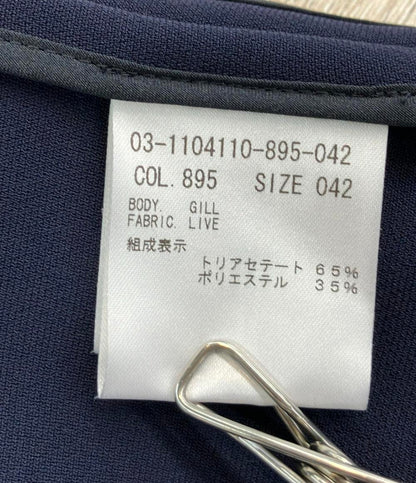 03-1104110-895-042
COL. 895 SIZE 042
BODY. GILL
FABRIC. LIVE
組成表示
トリアセテート 65%
ポリエステル 35%